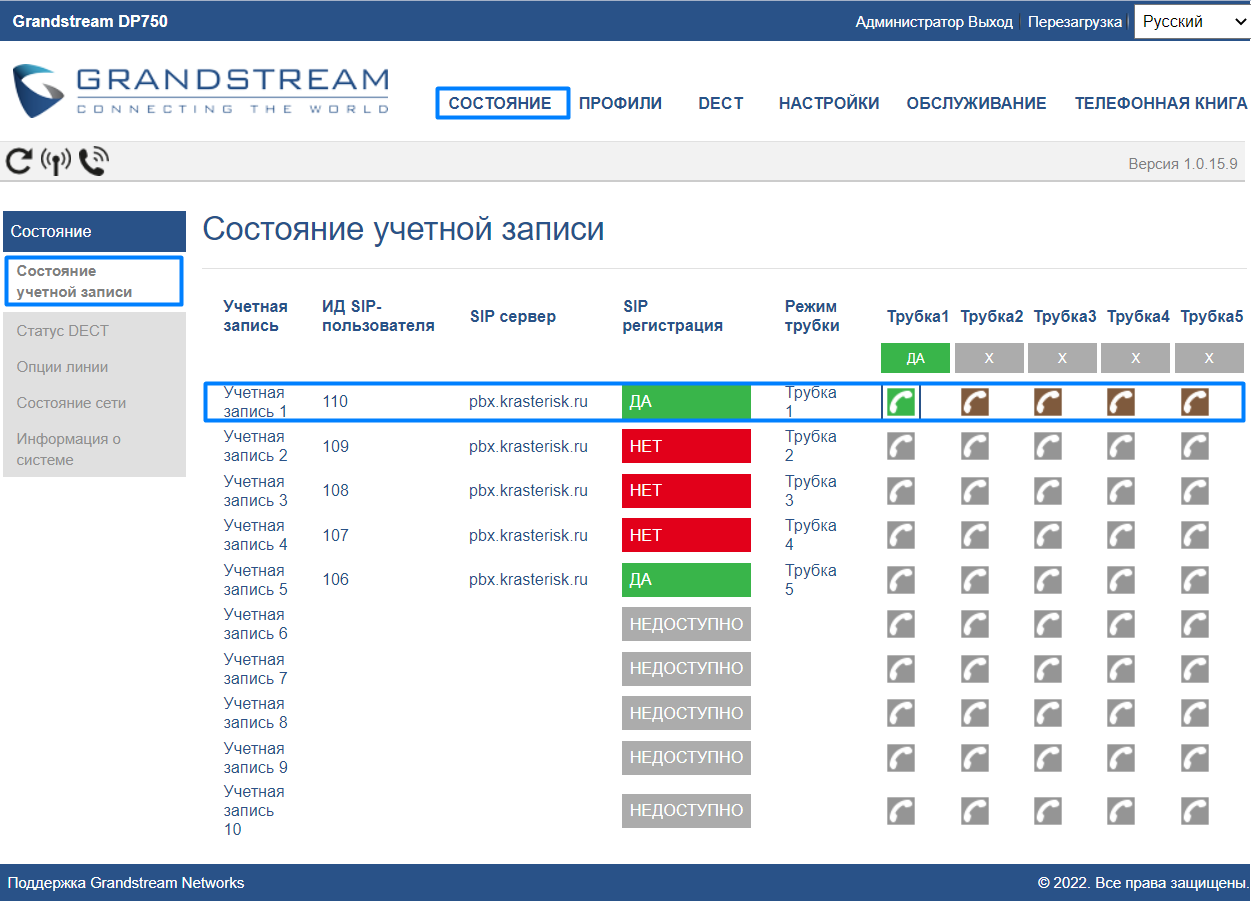 Grandstream DP750
Администратор Выход
Перезагрузка
Русский
GRANDSTREAM
CONNECTING THE WORLD
СОСТОЯНИЕ
ПРОФИЛИ
DECT
НАСТРОЙКИ
ОБСЛУЖИВАНИЕ
ТЕЛЕФОННАЯ КНИГА
Версия 1.0.15.9
Состояние
Состояние
учетной записи
Статус DECT
Опции линии
Состояние сети
Информация о
системе
Состояние учетной записи
Учетная
запись
ИД SIP-
пользователя
SIP сервер
SIP
регистрация
Режим
трубки
Трубка1
Трубка2
Трубка3
Трубка4
Трубка5
ДА
X
X
X
X
Учетная
запись 1
110
pbx.krasterisk.ru
ДА
Трубка
1
Учетная
запись 2
109
pbx.krasterisk.ru
НЕТ
Трубка
2
Учетная
запись 3
108
pbx.krasterisk.ru
НЕТ
Трубка
3
Учетная
запись 4
107
pbx.krasterisk.ru
НЕТ
Трубка
4
Учетная
запись 5
106
pbx.krasterisk.ru
ДА
Трубка
5
Учетная
запись 6
НЕДОСТУПНО
Учетная
запись 7
НЕДОСТУПНО
Учетная
запись 8
НЕДОСТУПНО
Учетная
запись 9
НЕДОСТУПНО
Учетная
запись
10
НЕДОСТУПНО
Поддержка Grandstream Networks
© 2022. Все права защищены.